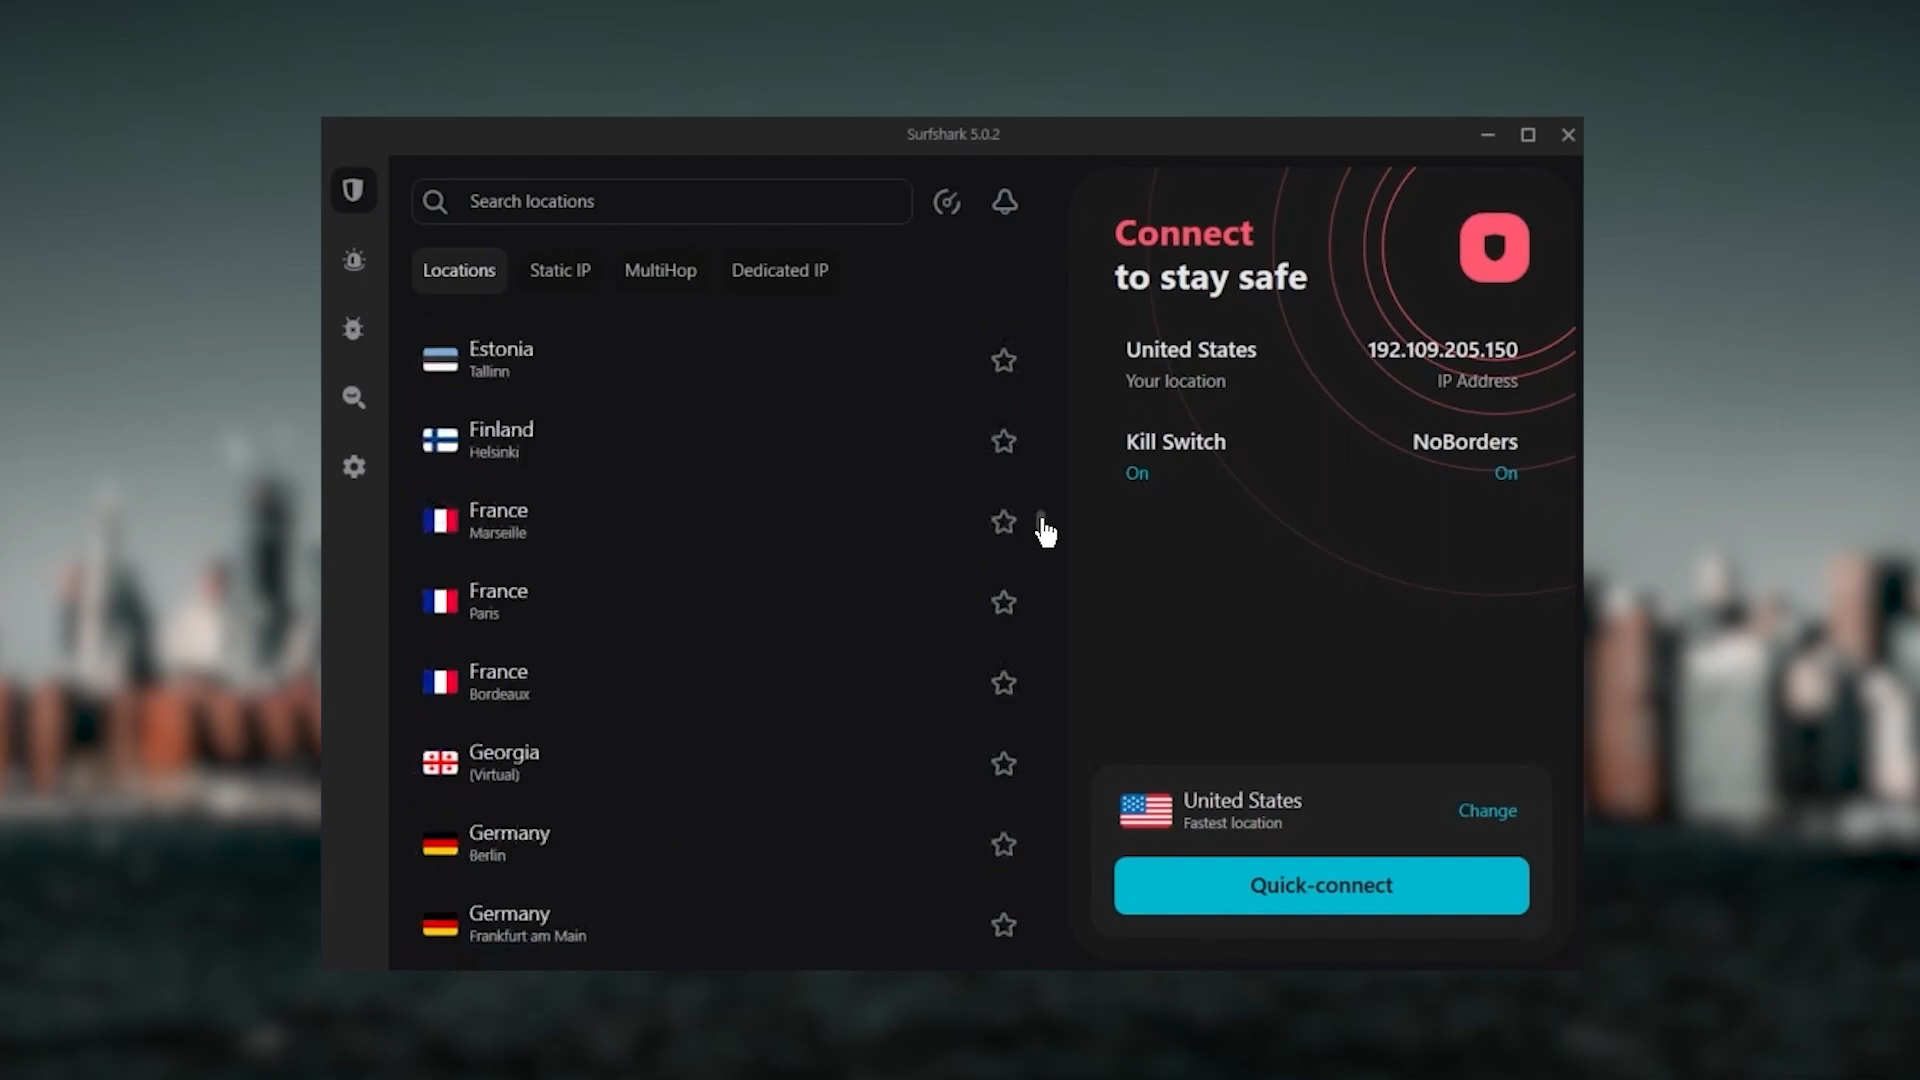 Surfshark 5.0.2
Search locations
Locations
Static IP
MultiHop
Dedicated IP
Estonia
Tallinn
Finland
Helsinki
France
Marseille
France
Paris
France
Bordeaux
Georgia
(Virtual)
Germany
Berlin
Germany
Frankfurt am Main
Connect
to stay safe
United States
Your location
192.109.205.150
IP Address
Kill Switch
On
NoBorders
On
United States
Fastest location
Change
Quick-connect